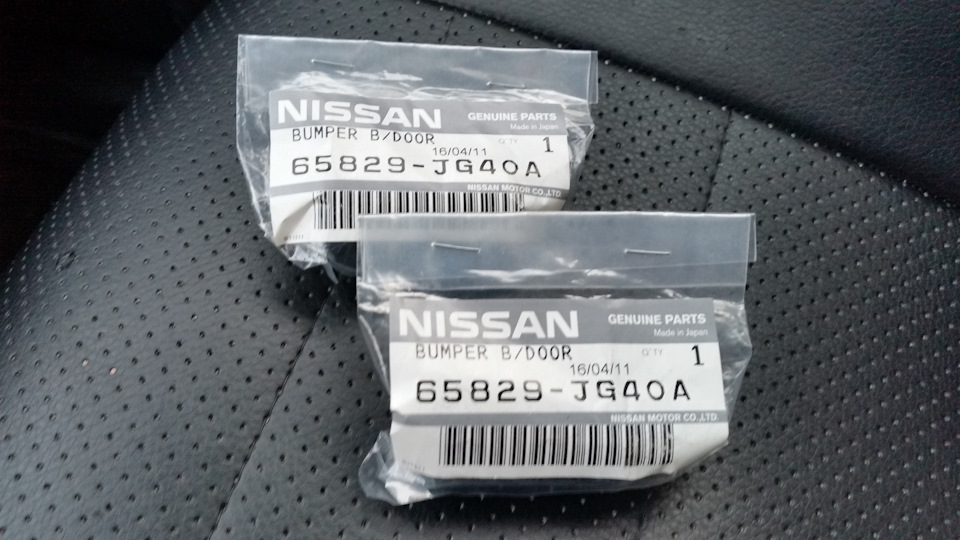 NISSAN GENUINE PARTS
Made in Japan
BUMPER B/DOOR Q'TY 1
16/04/11
65829-JG40A
NISSAN MOTOR CO.,LTD.
NISSAN GENUINE PARTS
Made in Japan
BUMPER B/DOOR Q'TY 1
16/04/11
65829-JG40A
NISSAN MOTOR CO.,LTD.